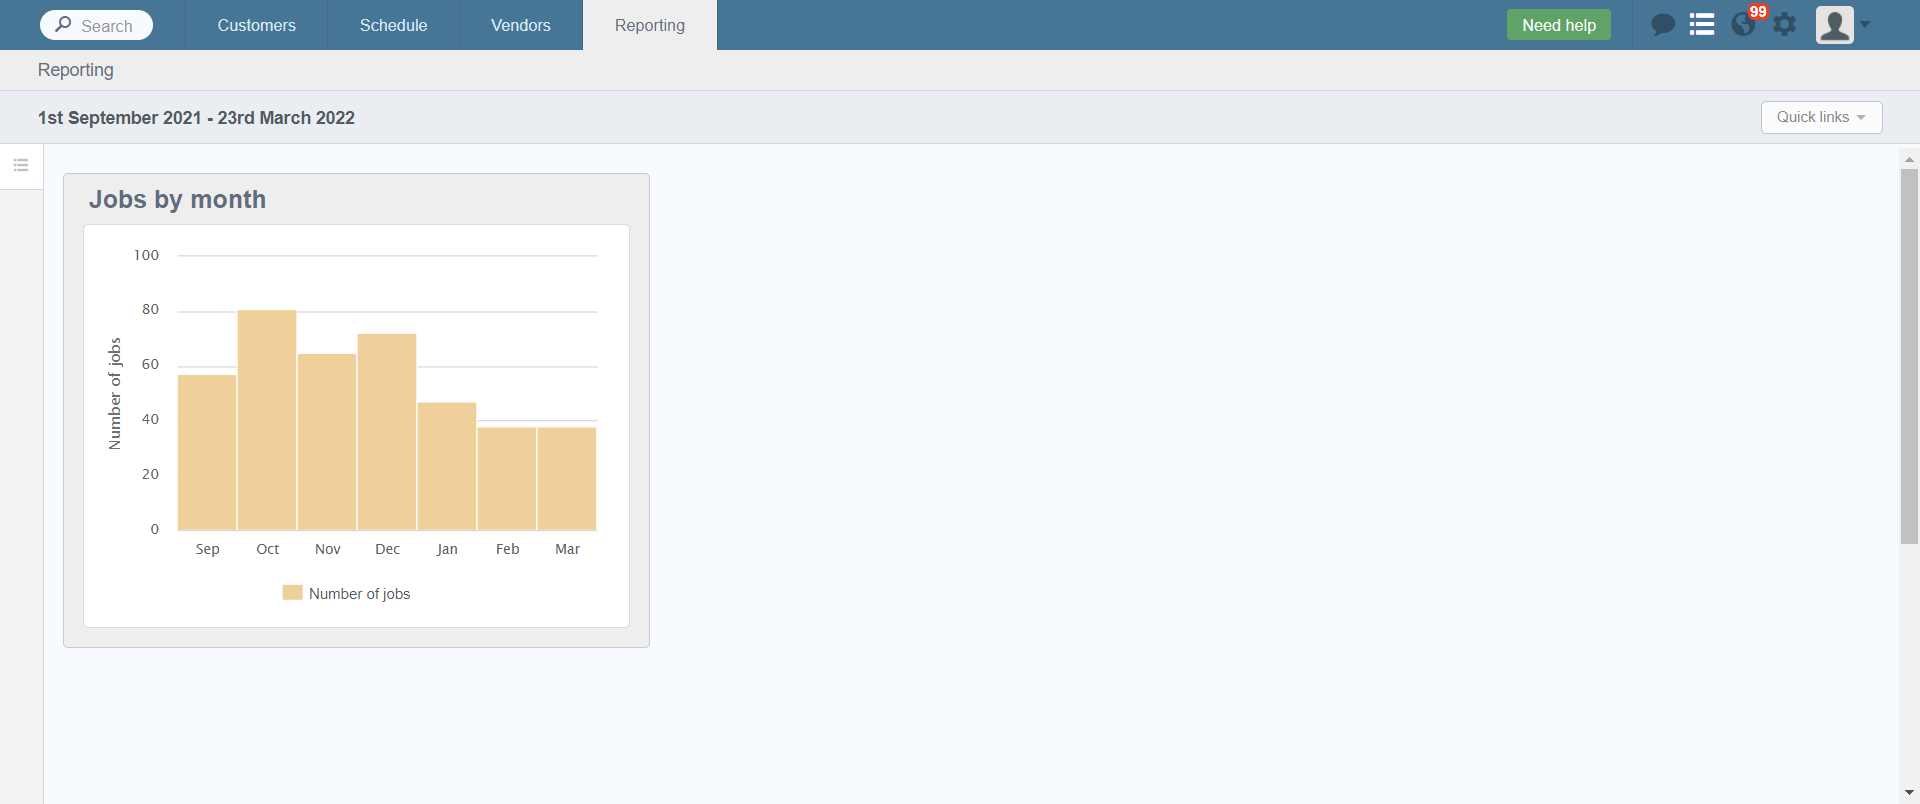 Search
Customers
Schedule
Vendors
Reporting
Need help
99
Reporting
1st September 2021 - 23rd March 2022
Quick links
Jobs by month
100
80
60
40
20
0
Number of jobs
Sep Oct Nov Dec Jan Feb Mar
Number of jobs